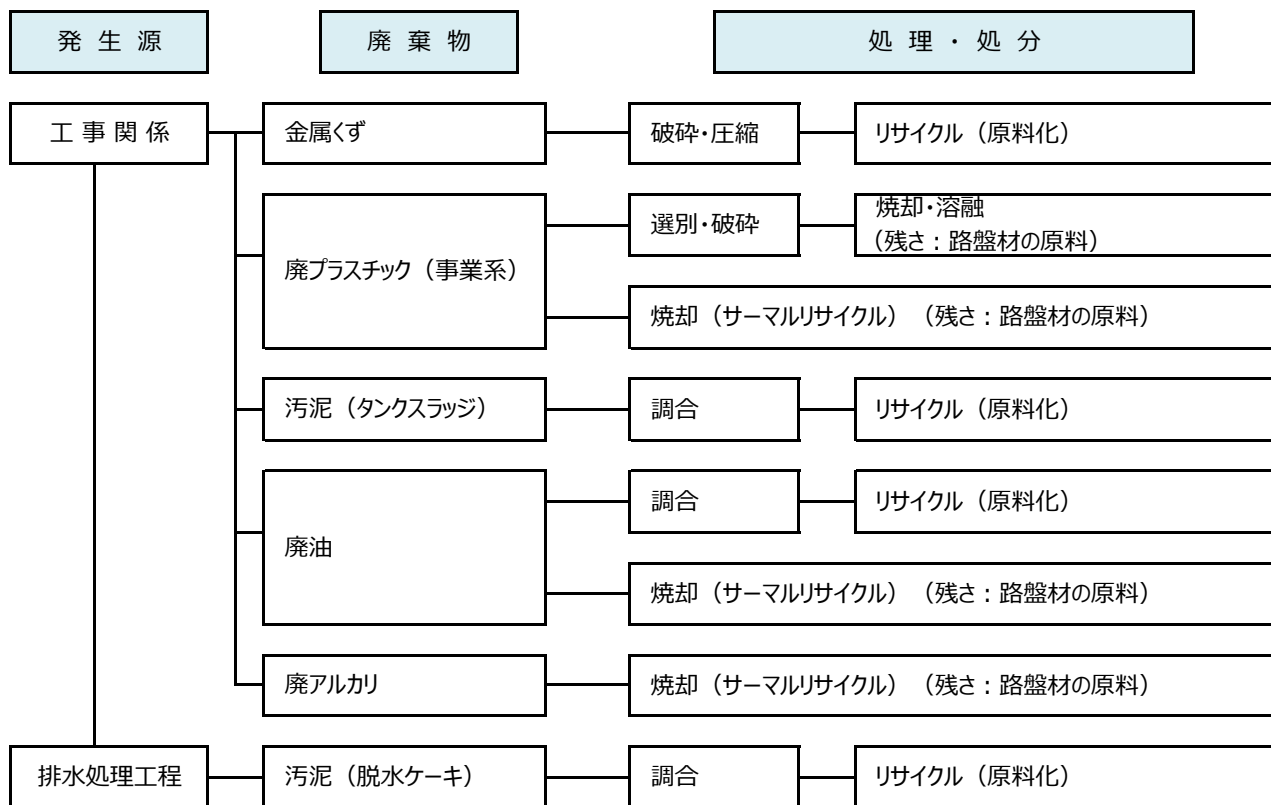 発 生 源
廃 棄 物
処 理 ・ 処 分
工 事 関 係
金属くず
破砕・圧縮
リサイクル（原料化）
廃プラスチック（事業系）
選別・破砕
焼却・溶融
（残さ：路盤材の原料）
焼却（サーマルリサイクル）（残さ：路盤材の原料）
汚泥（タンクスラッジ）
調合
リサイクル（原料化）
廃油
調合
リサイクル（原料化）
焼却（サーマルリサイクル）（残さ：路盤材の原料）
廃アルカリ
焼却（サーマルリサイクル）（残さ：路盤材の原料）
排水処理工程
汚泥（脱水ケーキ）
調合
リサイクル（原料化）